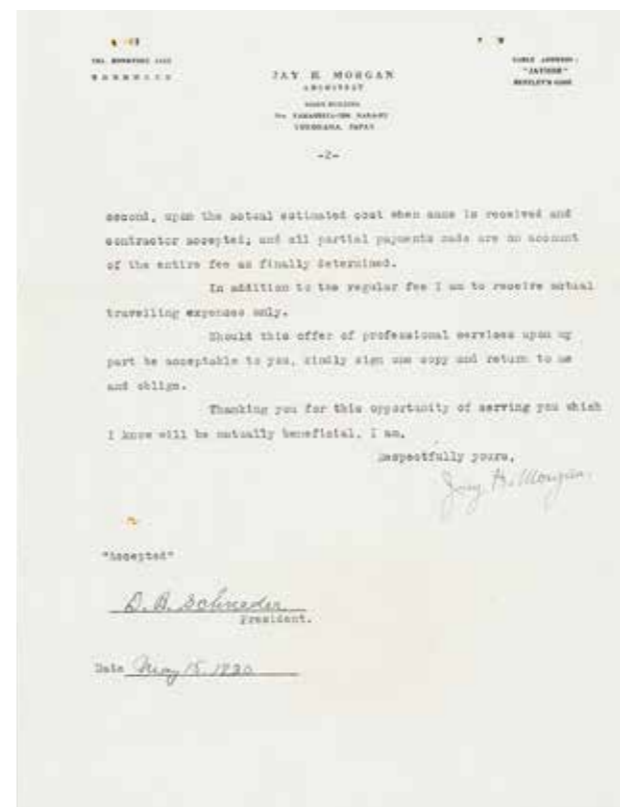 JAY H. MORGAN
ARCHITECT
YOKOHAMA, JAPAN
-2-
second, upon the actual estimated cost when same is received and
contractor accepted; and all partial payments made are on account
of the entire fee as finally determined.
In addition to the regular fee I am to receive actual
travelling expenses only.
Should this offer of professional services upon my
part be acceptable to you, kindly sign one copy and return to me
and oblige.
Thanking you for this opportunity of serving you which
I know will be mutually beneficial, I am,
Respectfully yours,
Jay H. Morgan.
"Accepted"
D. B. Schneder
President.
Date May 15, 1920